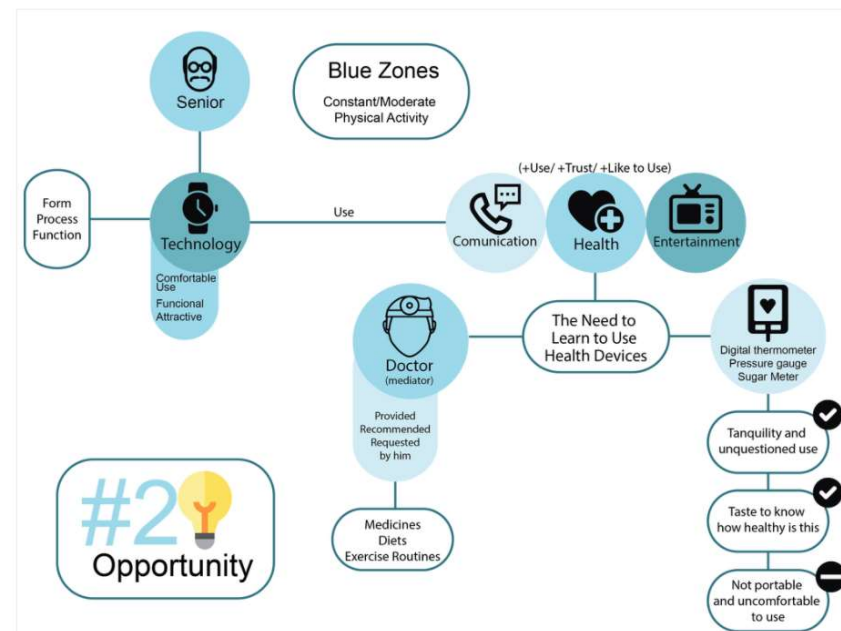 Senior
Blue Zones
Constant/Moderate
Physical Activity
Form
Process
Function
Technology
Comfortable
Use
Funcional
Attractive
Use
(+Use/ +Trust/ +Like to Use)
Comunication
Health
Entertainment
The Need to
Learn to Use
Health Devices
Doctor
(mediator)
Provided
Recommended
Requested
by him
Medicines
Diets
Exercise Routines
Digital thermometer
Pressure gauge
Sugar Meter
Tanquility and
unquestioned use
Taste to know
how healthy is this
Not portable
and uncomfortable
to use
#2
Opportunity